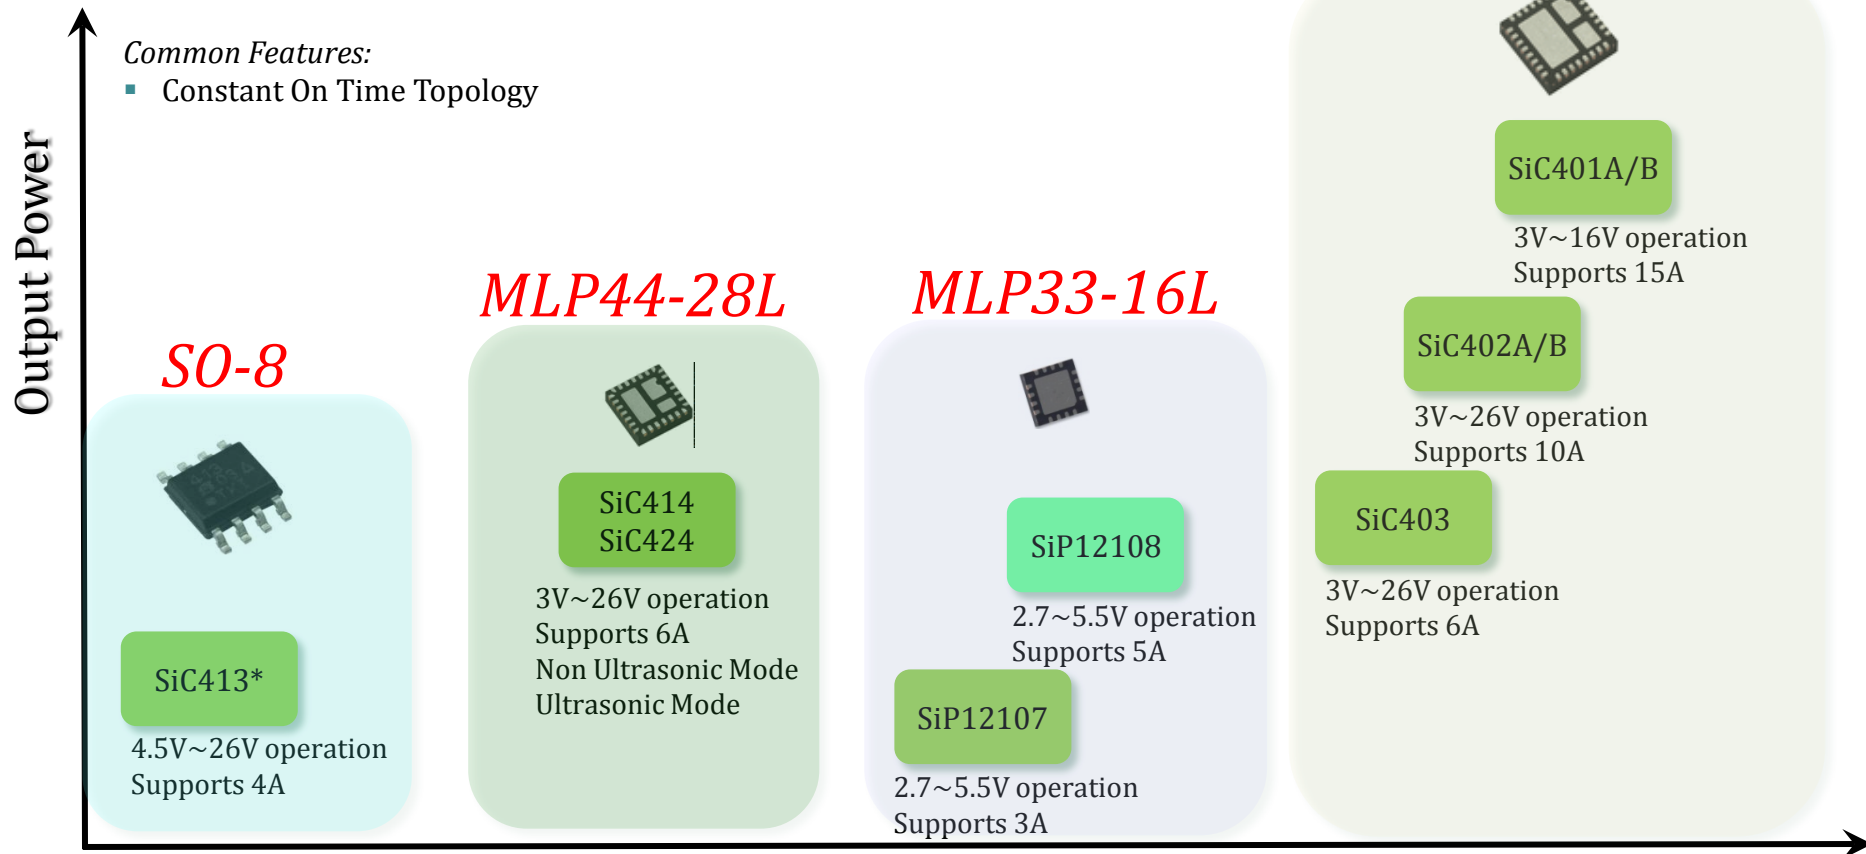 Common Features:
▪ Constant On Time Topology
Output Power
SO-8
SiC413*
4.5V~26V operation
Supports 4A
MLP44-28L
SiC414
SiC424
3V~26V operation
Supports 6A
Non Ultrasonic Mode
Ultrasonic Mode
MLP33-16L
SiP12108
2.7~5.5V operation
Supports 5A
SiP12107
2.7~5.5V operation
Supports 3A
SiC401A/B
3V~16V operation
Supports 15A
SiC402A/B
3V~26V operation
Supports 10A
SiC403
3V~26V operation
Supports 6A